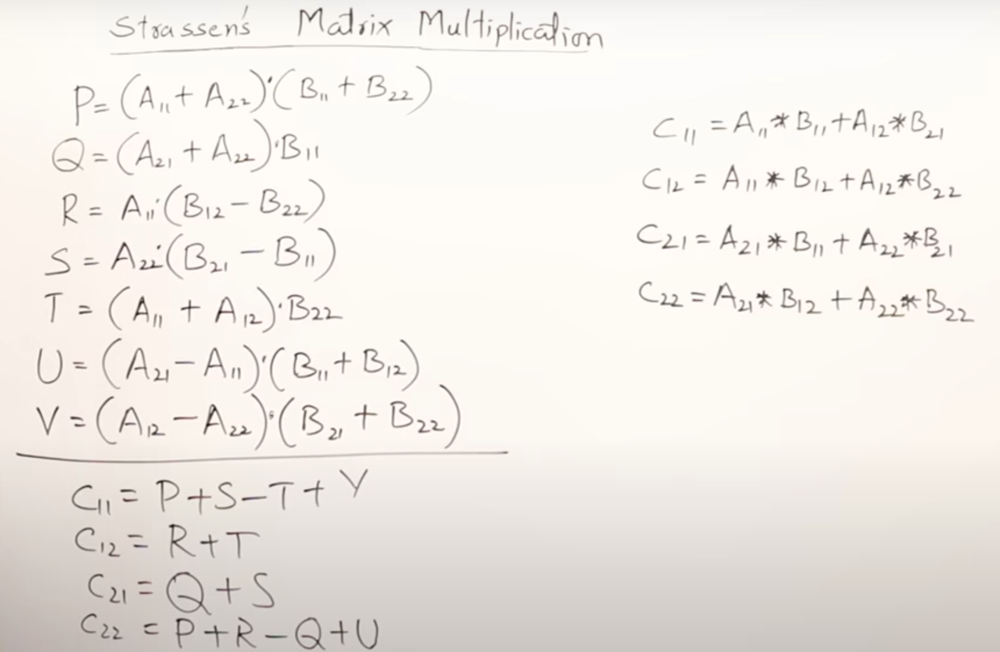 Strassen's Matrix Multiplication
P = (A₁₁ + A₂₂)·(B₁₁ + B₂₂)
Q = (A₂₁ + A₂₂)·B₁₁
R = A₁₁·(B₁₂ − B₂₂)
S = A₂₂·(B₂₁ − B₁₁)
T = (A₁₁ + A₁₂)·B₂₂
U = (A₂₁ − A₁₁)·(B₁₁ + B₁₂)
V = (A₁₂ − A₂₂)·(B₂₁ + B₂₂)
C₁₁ = P + S − T + V
C₁₂ = R + T
C₂₁ = Q + S
C₂₂ = P + R − Q + U
C₁₁ = A₁₁ * B₁₁ + A₁₂ * B₂₁
C₁₂ = A₁₁ * B₁₂ + A₁₂ * B₂₂
C₂₁ = A₂₁ * B₁₁ + A₂₂ * B₂₁
C₂₂ = A₂₁ * B₁₂ + A₂₂ * B₂₂